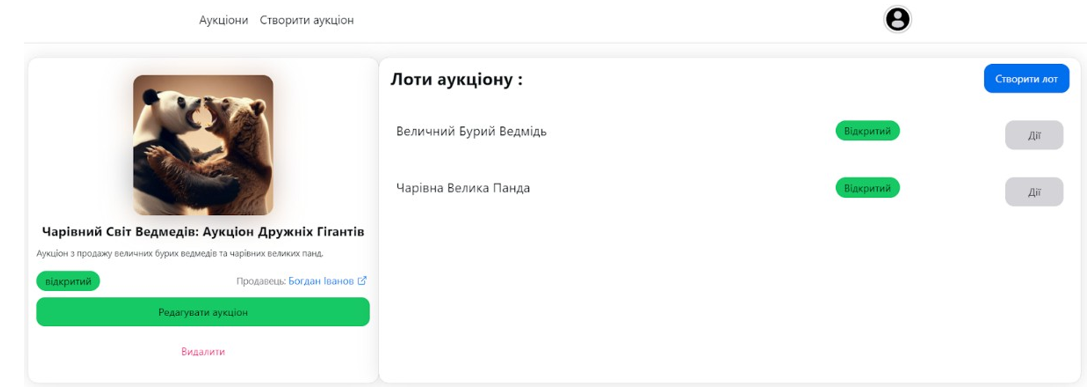 Аукціони Створити аукціон
Чарівний Світ Ведмедів: Аукціон Дружніх Гігантів
Аукціон з продажу величних бурих ведмедів та чарівних великих панд.
відкритий Продавець: Богдан Іванов
Редагувати аукціон
Видалити
Лоти аукціону : Створити лот
Величний Бурий Ведмідь Відкритий Дії
Чарівна Велика Панда Відкритий Дії